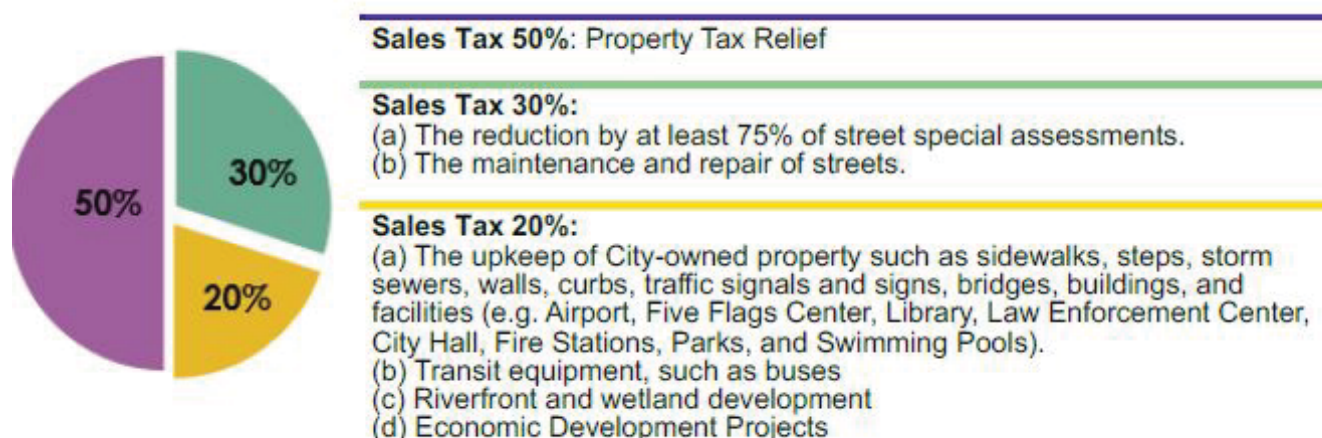 50%
30%
20%
Sales Tax 50%: Property Tax Relief
Sales Tax 30%:
(a) The reduction by at least 75% of street special assessments.
(b) The maintenance and repair of streets.
Sales Tax 20%:
(a) The upkeep of City-owned property such as sidewalks, steps, storm
sewers, walls, curbs, traffic signals and signs, bridges, buildings, and
facilities (e.g. Airport, Five Flags Center, Library, Law Enforcement Center,
City Hall, Fire Stations, Parks, and Swimming Pools).
(b) Transit equipment, such as buses
(c) Riverfront and wetland development
(d) Economic Development Projects